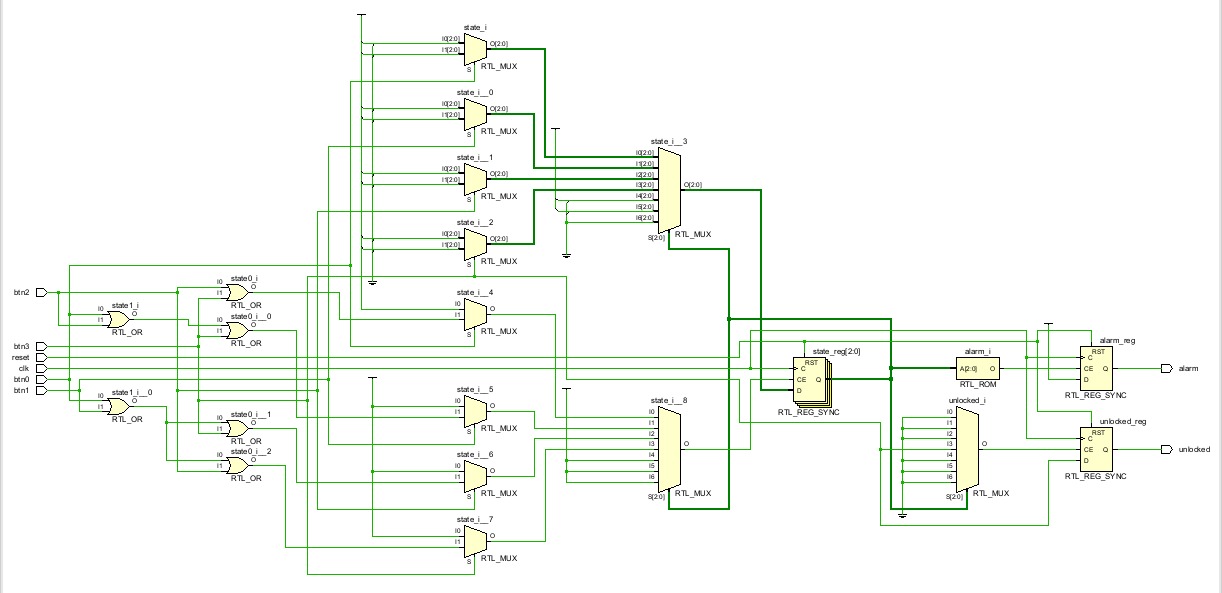 state_i
I0[2:0]
I1[2:0]
O[2:0]
S
RTL_MUX
state_i__0
I0[2:0]
I1[2:0]
O[2:0]
S
RTL_MUX
state_i__1
I0[2:0]
I1[2:0]
O[2:0]
S
RTL_MUX
state_i__2
I0[2:0]
I1[2:0]
O[2:0]
S
RTL_MUX
state_i__3
I0[2:0]
I1[2:0]
I2[2:0]
I3[2:0]
I4[2:0]
I5[2:0]
I6[2:0]
O[2:0]
S[2:0]
RTL_MUX
btn2
btn3
reset
clk
btn0
btn1
state1_i
I0
I1
O
RTL_OR
state1_i__0
I0
I1
O
RTL_OR
state0_i
I0
I1
O
RTL_OR
state0_i__0
I0
I1
O
RTL_OR
state0_i__1
I0
I1
O
RTL_OR
state0_i__2
I0
I1
O
RTL_OR
state_i__4
I0
I1
O
S
RTL_MUX
state_i__5
I0
I1
O
S
RTL_MUX
state_i__6
I0
I1
O
S
RTL_MUX
state_i__7
I0
I1
O
S
RTL_MUX
state_i__8
I0
I1
I2
I3
I4
I5
I6
O
S[2:0]
RTL_MUX
state_reg[2:0]
RST
C
CE
D
Q
RTL_REG_SYNC
alarm_i
A[2:0]
O
RTL_ROM
unlocked_i
I0
I1
I2
I3
I4
I5
I6
O
S[2:0]
RTL_MUX
alarm_reg
RST
C
CE
D
Q
RTL_REG_SYNC
alarm
unlocked_reg
RST
C
CE
D
Q
RTL_REG_SYNC
unlocked